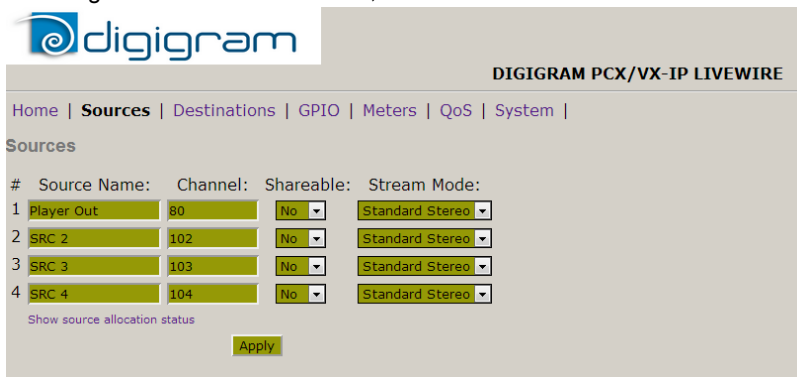 digigram
DIGIGRAM PCX/VX-IP LIVEWIRE
Home | Sources | Destinations | GPIO | Meters | QoS | System |
Sources
# Source Name: Channel: Shareable: Stream Mode:
1 Player Out 80 No Standard Stereo
2 SRC 2 102 No Standard Stereo
3 SRC 3 103 No Standard Stereo
4 SRC 4 104 No Standard Stereo
Show source allocation status
Apply